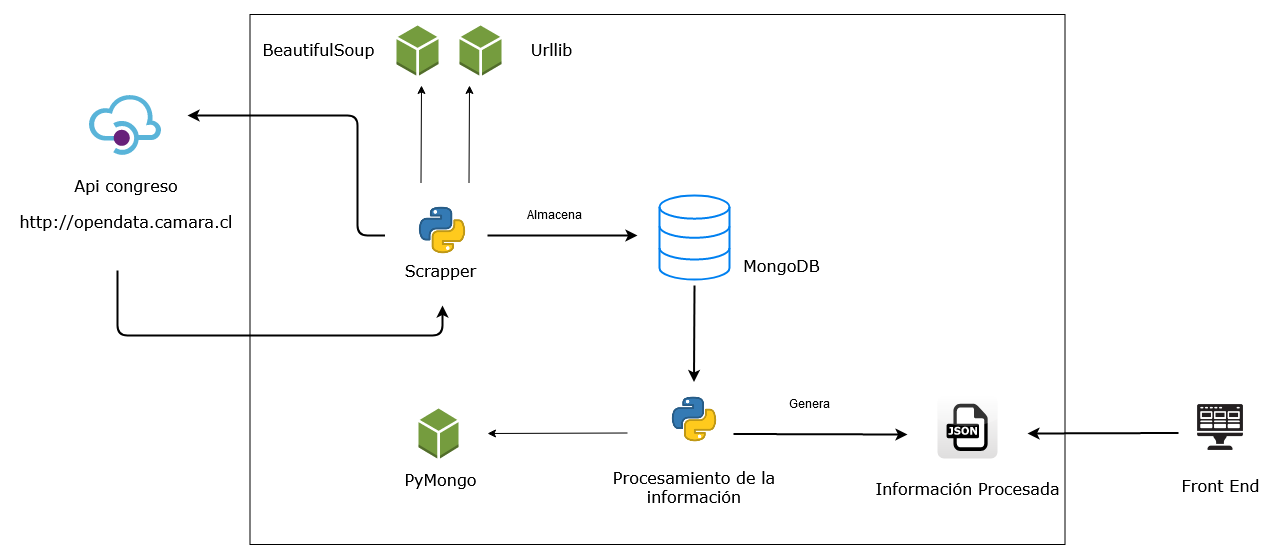 BeautifulSoup
Urllib
Api congreso
http://opendata.camara.cl
Almacena
Scrapper
MongoDB
Genera
JSON
PyMongo
Procesamiento de la
información
Información Procesada
Front End